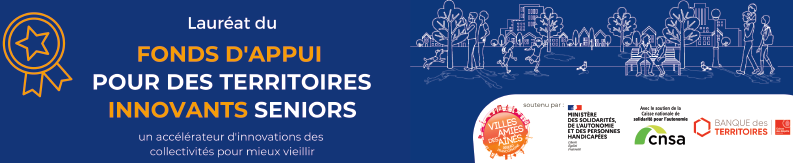 Lauréat du
FONDS D'APPUI
POUR DES TERRITOIRES
INNOVANTS SENIORS
un accélérateur d'innovations des
collectivités pour mieux vieillir
soutenu par :
VILLES
AMIES
DES AÎNÉS
MINISTÈRE
DES SOLIDARITÉS,
DE L'AUTONOMIE
ET DES PERSONNES
HANDICAPÉES
Avec le soutien de la
Caisse nationale de
solidarité pour l'autonomie
cnsa
BANQUE des
TERRITOIRES